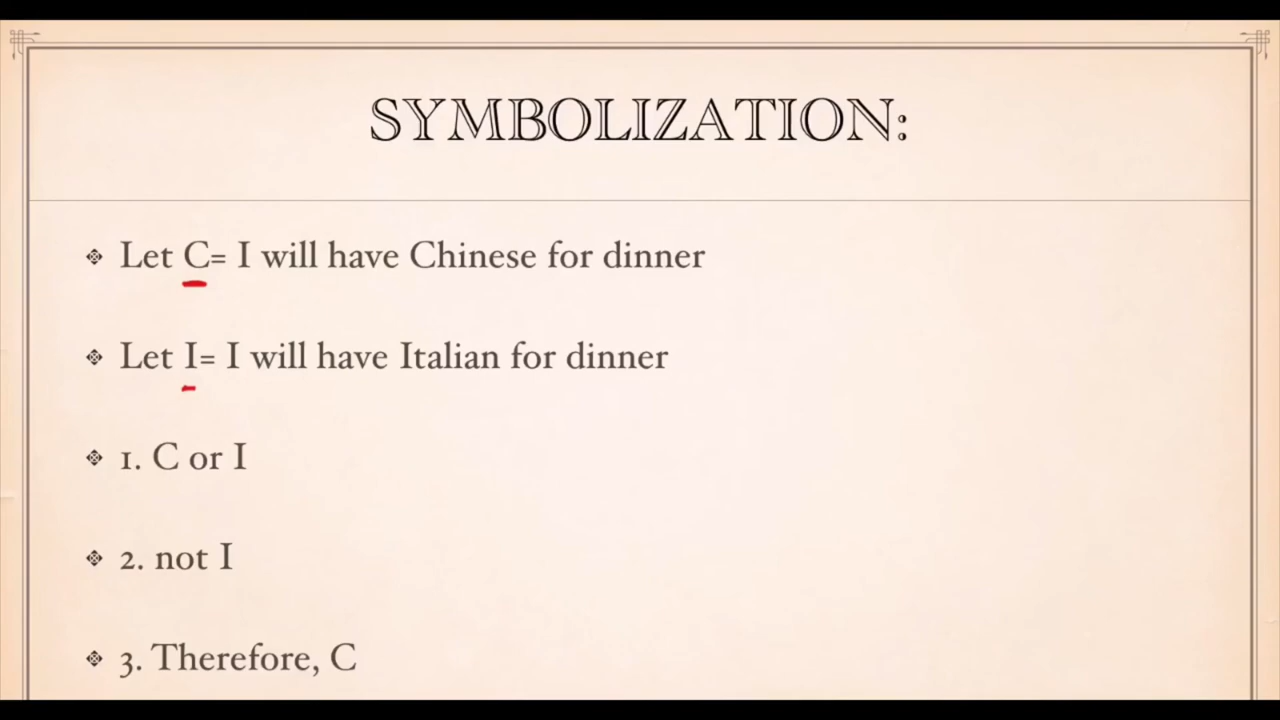 SYMBOLIZATION:
Let C= I will have Chinese for dinner
Let I= I will have Italian for dinner
1. C or I
2. not I
3. Therefore, C